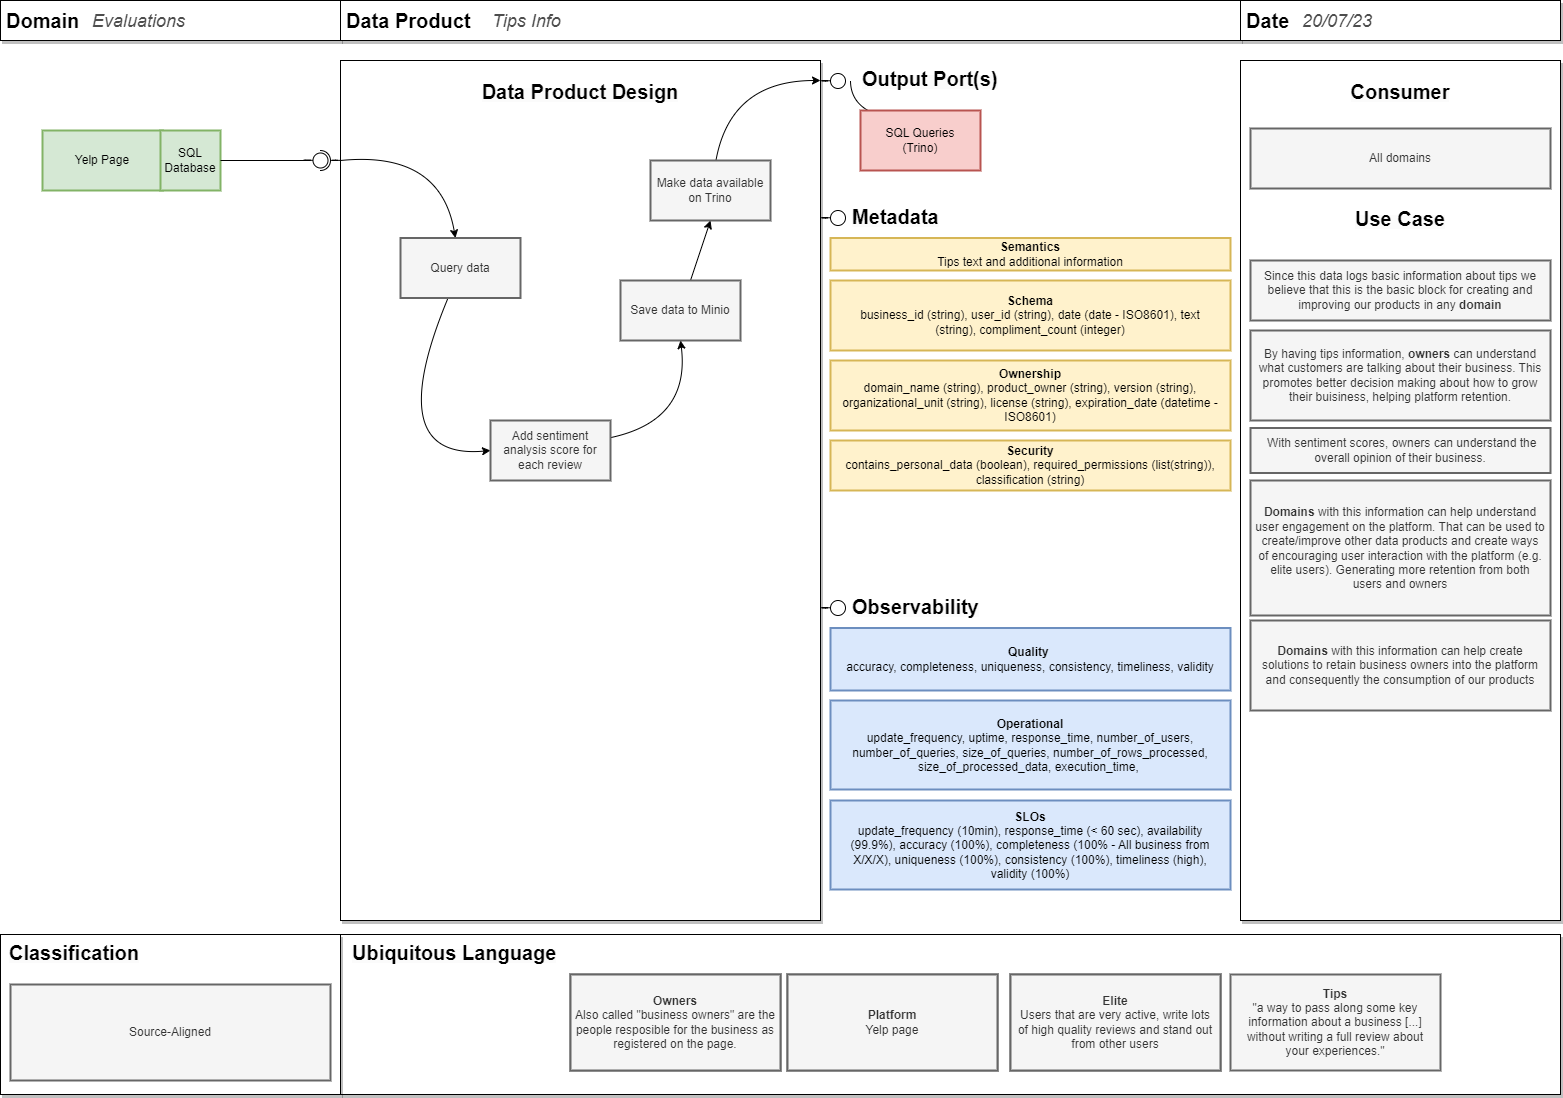 Domain Evaluations
Data Product Tips Info
Date 20/07/23
Yelp Page
SQL
Database
Data Product Design
Query data
Add sentiment
analysis score for
each review
Save data to Minio
Make data available
on Trino
Output Port(s)
SQL Queries
(Trino)
Metadata
Semantics
Tips text and additional information
Schema
business_id (string), user_id (string), date (date - ISO8601), text
(string), compliment_count (integer)
Ownership
domain_name (string), product_owner (string), version (string),
organizational_unit (string), license (string), expiration_date (datetime -
ISO8601)
Security
contains_personal_data (boolean), required_permissions (list(string)),
classification (string)
Observability
Quality
accuracy, completeness, uniqueness, consistency, timeliness, validity
Operational
update_frequency, uptime, response_time, number_of_users,
number_of_queries, size_of_queries, number_of_rows_processed,
size_of_processed_data, execution_time,
SLOs
update_frequency (10min), response_time (< 60 sec), availability
(99.9%), accuracy (100%), completeness (100% - All business from
X/X/X), uniqueness (100%), consistency (100%), timeliness (high),
validity (100%)
Consumer
All domains
Use Case
Since this data logs basic information about tips we
believe that this is the basic block for creating and
improving our products in any domain
By having tips information, owners can understand
what customers are talking about their business. This
promotes better decision making about how to grow
their buisiness, helping platform retention.
With sentiment scores, owners can understand the
overall opinion of their business.
Domains with this information can help understand
user engagement on the platform. That can be used to
create/improve other data products and create ways
of encouraging user interaction with the platform (e.g.
elite users). Generating more retention from both
users and owners
Domains with this information can help create
solutions to retain business owners into the platform
and consequently the consumption of our products
Classification
Source-Aligned
Ubiquitous Language
Owners
Also called "business owners" are the
people resposible for the business as
registered on the page.
Platform
Yelp page
Elite
Users that are very active, write lots
of high quality reviews and stand out
from other users
Tips
"a way to pass along some key
information about a business [...]
without writing a full review about
your experiences."